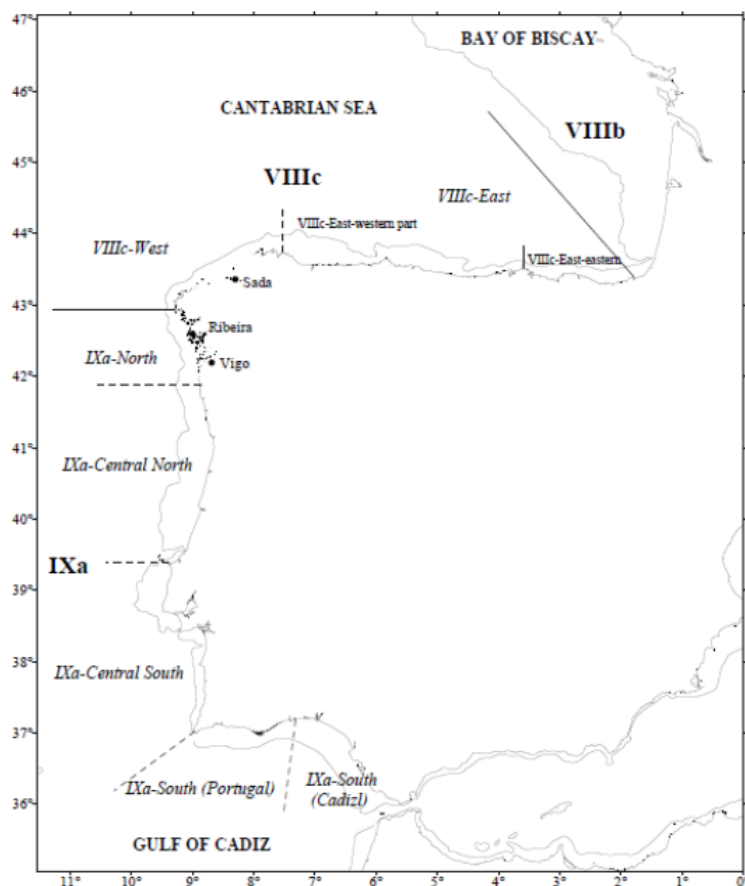 47°
BAY OF BISCAY
46°
CANTABRIAN SEA
VIIIb
45°
VIIIc
VIIIc-East
44°
VIIIc-East-western part
VIIIc-West
VIIIc-East-eastern
Sada
43°
Ribeira
IXa-North
Vigo
42°
41°
IXa-Central North
40°
IXa
39°
38°
IXa-Central South
37°
IXa-South (Portugal)
IXa-South
(Cadizl)
36°
GULF OF CADIZ
11° 10° 9° 8° 7° 6° 5° 4° 3° 2° 1° 0°